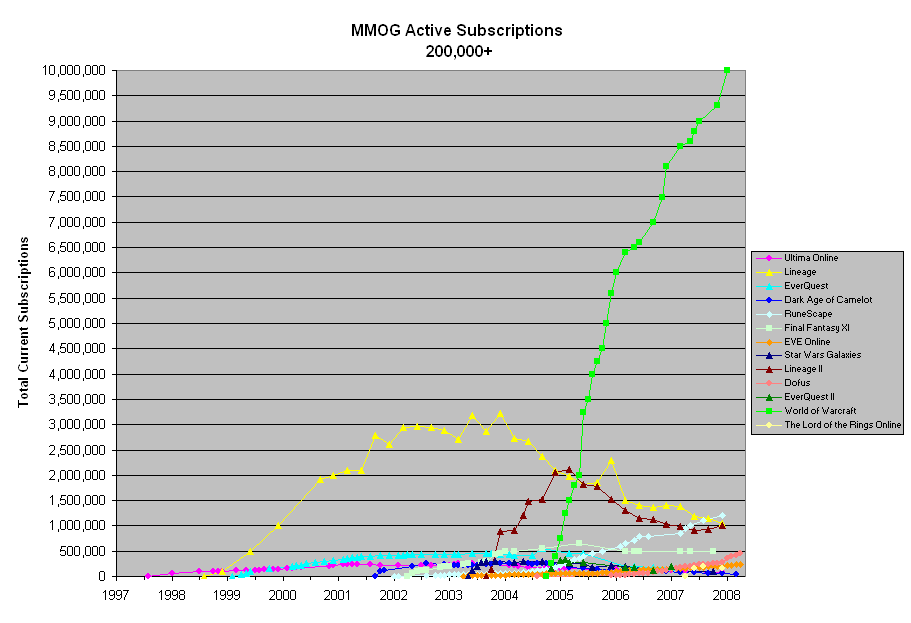 MMOG Active Subscriptions
200,000+
Total Current Subscriptions
10,000,000
9,500,000
9,000,000
8,500,000
8,000,000
7,500,000
7,000,000
6,500,000
6,000,000
5,500,000
5,000,000
4,500,000
4,000,000
3,500,000
3,000,000
2,500,000
2,000,000
1,500,000
1,000,000
500,000
0
1997 1998 1999 2000 2001 2002 2003 2004 2005 2006 2007 2008
Ultima Online
Lineage
EverQuest
Dark Age of Camelot
RuneScape
Final Fantasy XI
EVE Online
Star Wars Galaxies
Lineage II
Dofus
EverQuest II
World of Warcraft
The Lord of the Rings Online